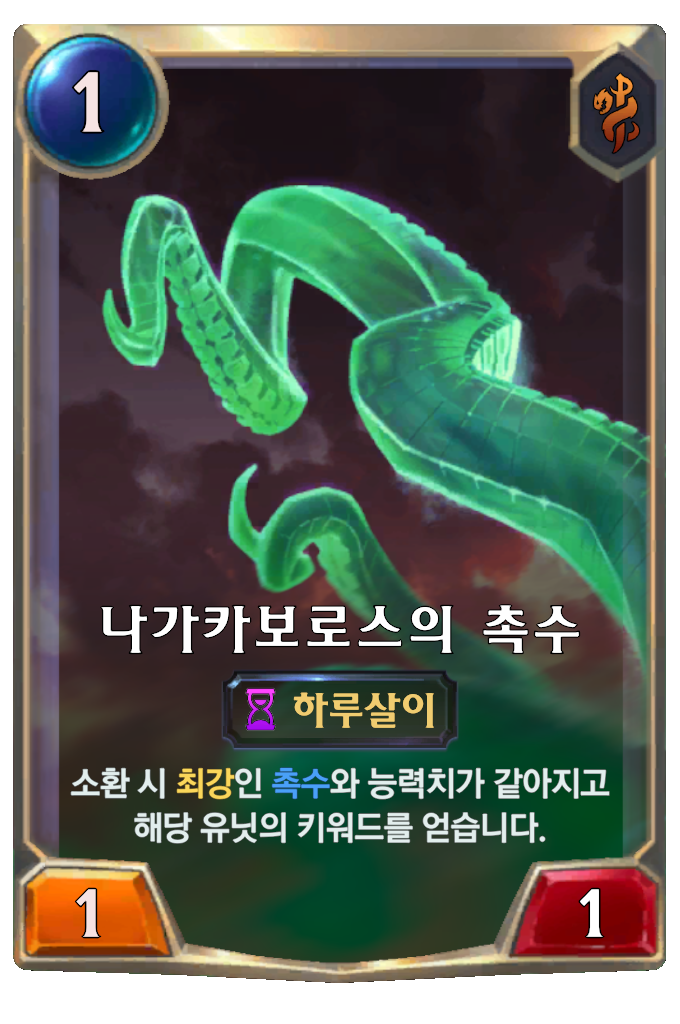 1
나가카보로스의 촉수
하루살이
소환 시 최강인 촉수와 능력치가 같아지고
해당 유닛의 키워드를 얻습니다.
1
1